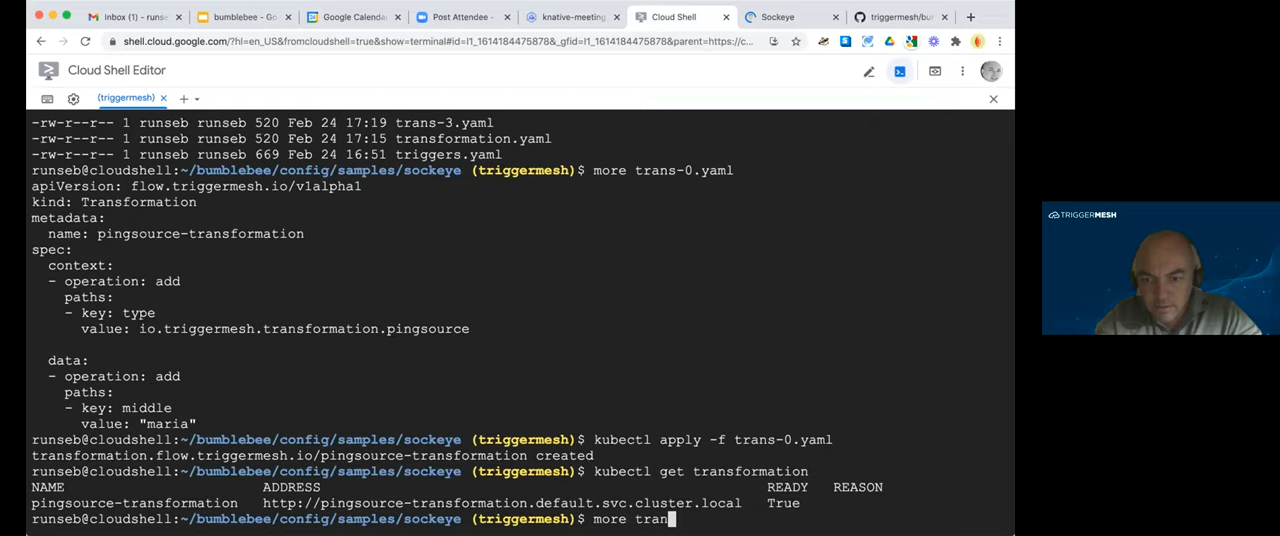 Inbox (4) - runseb
bumblebee - Go
Google Calendar
Post Attendee -
knative-meeting
Cloud Shell
Sockeye
triggermesh/bum
shell.cloud.google.com/?hl=en_US&fromcloudshell=true&show=terminal#id=I1_1614184475878&_gfid=I1_1614184475878&parent=https://c...
Cloud Shell Editor
(triggermesh)
-rw-r--r-- 1 runseb runseb 520 Feb 24 17:19 trans-3.yaml
-rw-r--r-- 1 runseb runseb 520 Feb 24 17:15 transformation.yaml
-rw-r--r-- 1 runseb runseb 669 Feb 24 16:51 triggers.yaml
runseb@cloudshell:~/bumblebee/config/samples/sockeye (triggermesh)$ more trans-0.yaml
apiVersion: flow.triggermesh.io/v1alpha1
kind: Transformation
metadata:
  name: pingsource-transformation
spec:
  context:
  - operation: add
    paths:
    - key: type
      value: io.triggermesh.transformation.pingsource
  data:
  - operation: add
    paths:
    - key: middle
      value: "maria"
runseb@cloudshell:~/bumblebee/config/samples/sockeye (triggermesh)$ kubectl apply -f trans-0.yaml
transformation.flow.triggermesh.io/pingsource-transformation created
runseb@cloudshell:~/bumblebee/config/samples/sockeye (triggermesh)$ kubectl get transformation
NAME ADDRESS READY REASON
pingsource-transformation http://pingsource-transformation.default.svc.cluster.local True
runseb@cloudshell:~/bumblebee/config/samples/sockeye (triggermesh)$ more tran
TRIGGERMESH